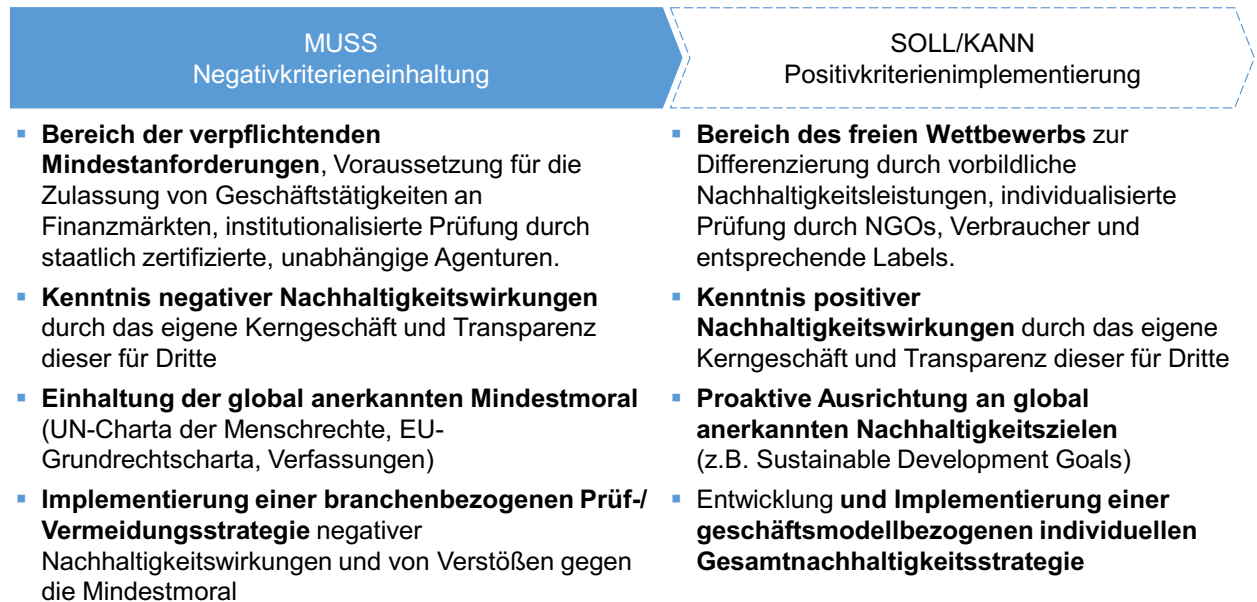 MUSS
Negativkriterieneinhaltung
SOLL/KANN
Positivkriterienimplementierung
▪ Bereich der verpflichtenden
Mindestanforderungen, Voraussetzung für die
Zulassung von Geschäftstätigkeiten an
Finanzmärkten, institutionalisierte Prüfung durch
staatlich zertifizierte, unabhängige Agenturen.
▪ Kenntnis negativer Nachhaltigkeitswirkungen
durch das eigene Kerngeschäft und Transparenz
dieser für Dritte
▪ Einhaltung der global anerkannten Mindestmoral
(UN-Charta der Menschrechte, EU-
Grundrechtscharta, Verfassungen)
▪ Implementierung einer branchenbezogenen Prüf-/
Vermeidungsstrategie negativer
Nachhaltigkeitswirkungen und von Verstößen gegen
die Mindestmoral
▪ Bereich des freien Wettbewerbs zur
Differenzierung durch vorbildliche
Nachhaltigkeitsleistungen, individualisierte
Prüfung durch NGOs, Verbraucher und
entsprechende Labels.
▪ Kenntnis positiver
Nachhaltigkeitswirkungen durch das eigene
Kerngeschäft und Transparenz dieser für Dritte
▪ Proaktive Ausrichtung an global
anerkannten Nachhaltigkeitszielen
(z.B. Sustainable Development Goals)
▪ Entwicklung und Implementierung einer
geschäftsmodellbezogenen individuellen
Gesamtnachhaltigkeitsstrategie